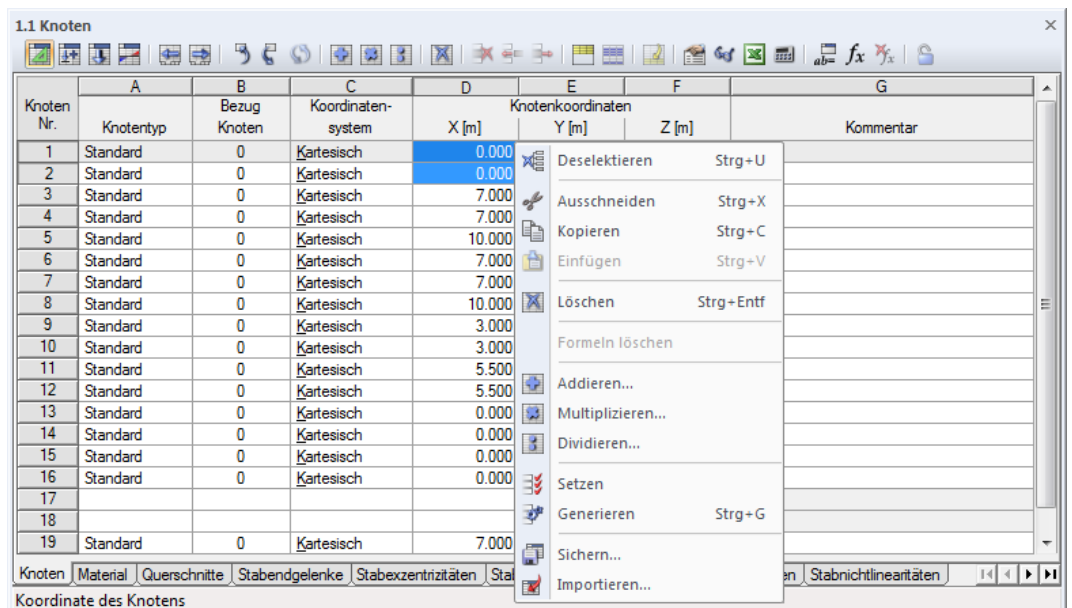 1.1 Knoten
A B C D E F G
Knoten Nr. Knotentyp Bezug Knoten Koordinaten-system Knotenkoordinaten X [m] Y [m] Z [m] Kommentar
1 Standard 0 Kartesisch 0.000
2 Standard 0 Kartesisch 0.000
3 Standard 0 Kartesisch 7.000
4 Standard 0 Kartesisch 7.000
5 Standard 0 Kartesisch 10.000
6 Standard 0 Kartesisch 7.000
7 Standard 0 Kartesisch 7.000
8 Standard 0 Kartesisch 10.000
9 Standard 0 Kartesisch 3.000
10 Standard 0 Kartesisch 3.000
11 Standard 0 Kartesisch 5.500
12 Standard 0 Kartesisch 5.500
13 Standard 0 Kartesisch 0.000
14 Standard 0 Kartesisch 0.000
15 Standard 0 Kartesisch 0.000
16 Standard 0 Kartesisch 0.000
17
18
19 Standard 0 Kartesisch 7.000
Deselektieren Strg+U
Ausschneiden Strg+X
Kopieren Strg+C
Einfügen Strg+V
Löschen Strg+Entf
Formeln löschen
Addieren...
Multiplizieren...
Dividieren...
Setzen
Generieren Strg+G
Sichern...
Importieren...
Knoten Material Querschnitte Stabendgelenke Stabexzentrizitäten Stabnichtlinearitäten
Koordinate des Knotens